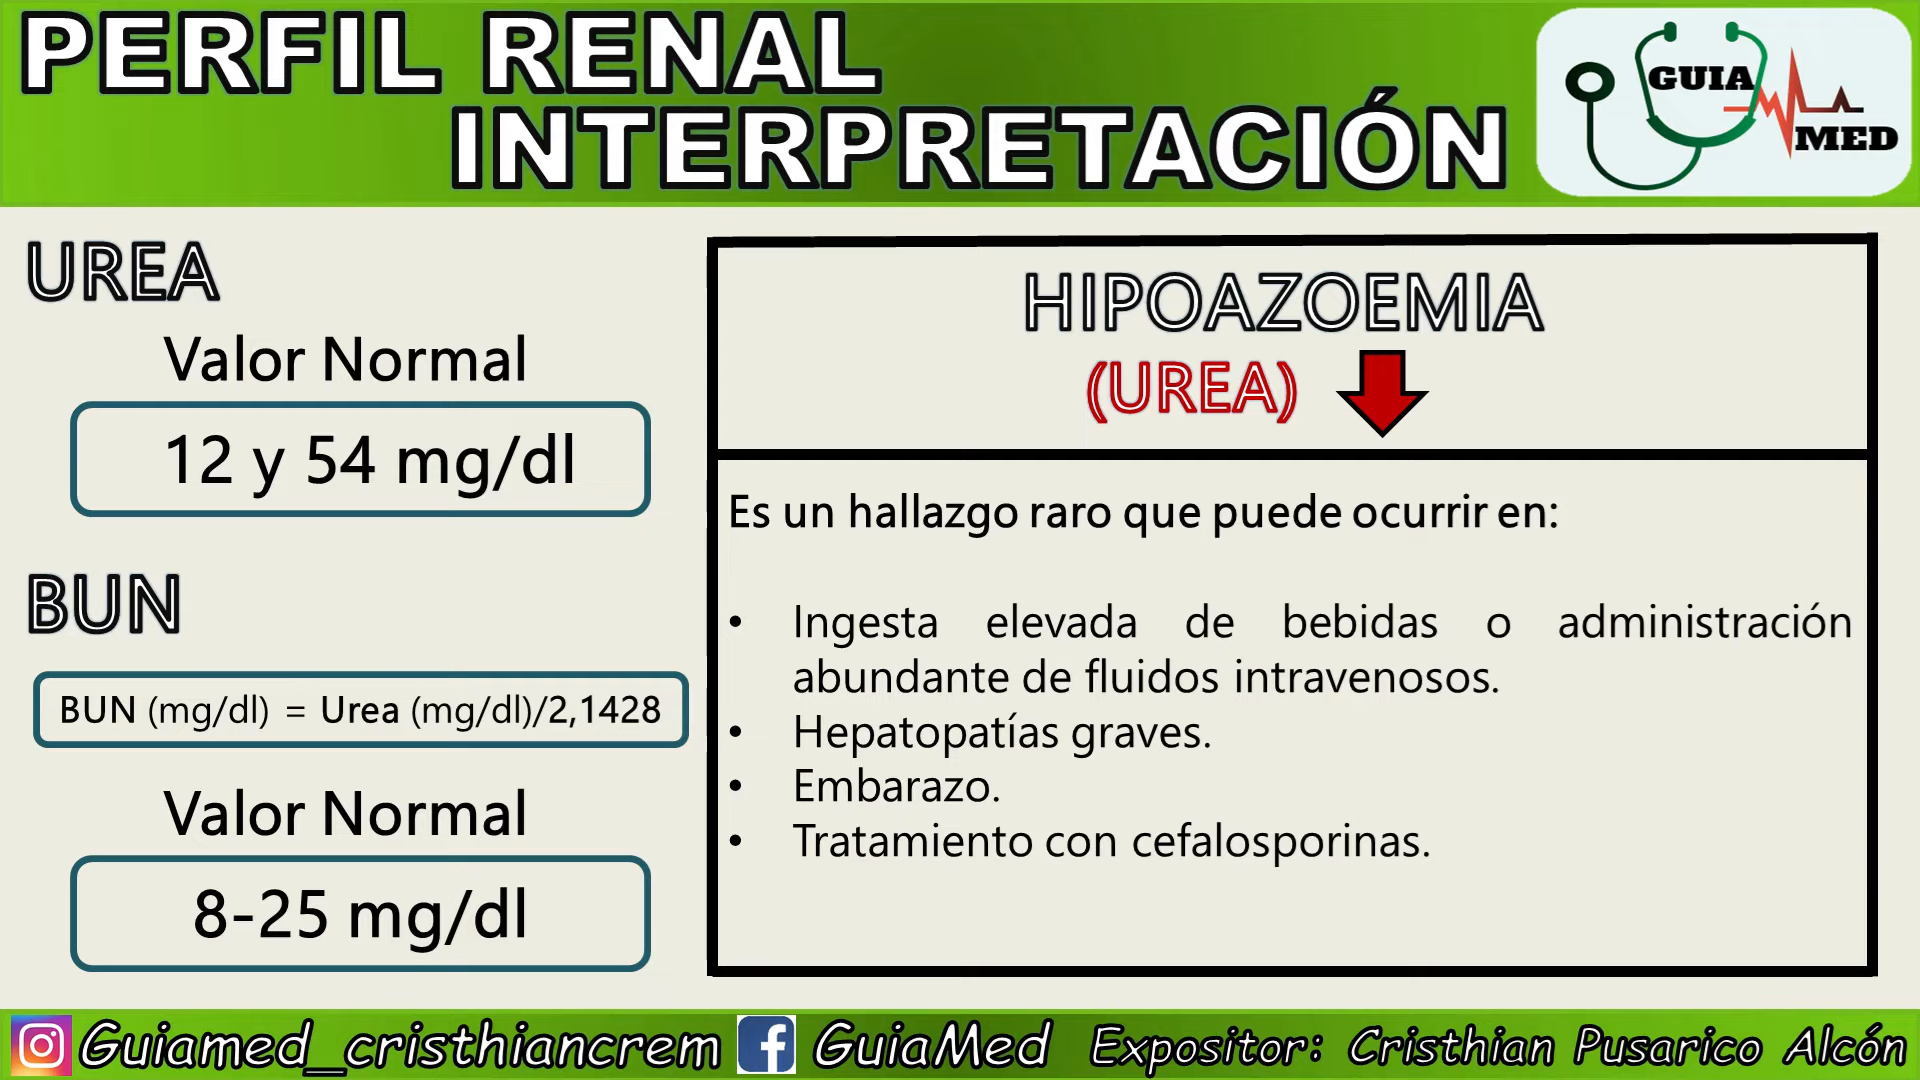 PERFIL RENAL
INTERPRETACIÓN
GUIA
MED
UREA
Valor Normal
12 y 54 mg/dl
BUN
BUN (mg/dl) = Urea (mg/dl)/2,1428
Valor Normal
8-25 mg/dl
HIPOAZOEMIA
(UREA)
Es un hallazgo raro que puede ocurrir en:
• Ingesta elevada de bebidas o administración
abundante de fluidos intravenosos.
• Hepatopatías graves.
• Embarazo.
• Tratamiento con cefalosporinas.
Guiamed_cristhiancrem GuiaMed Expositor: Cristhian Pusarico Alcón